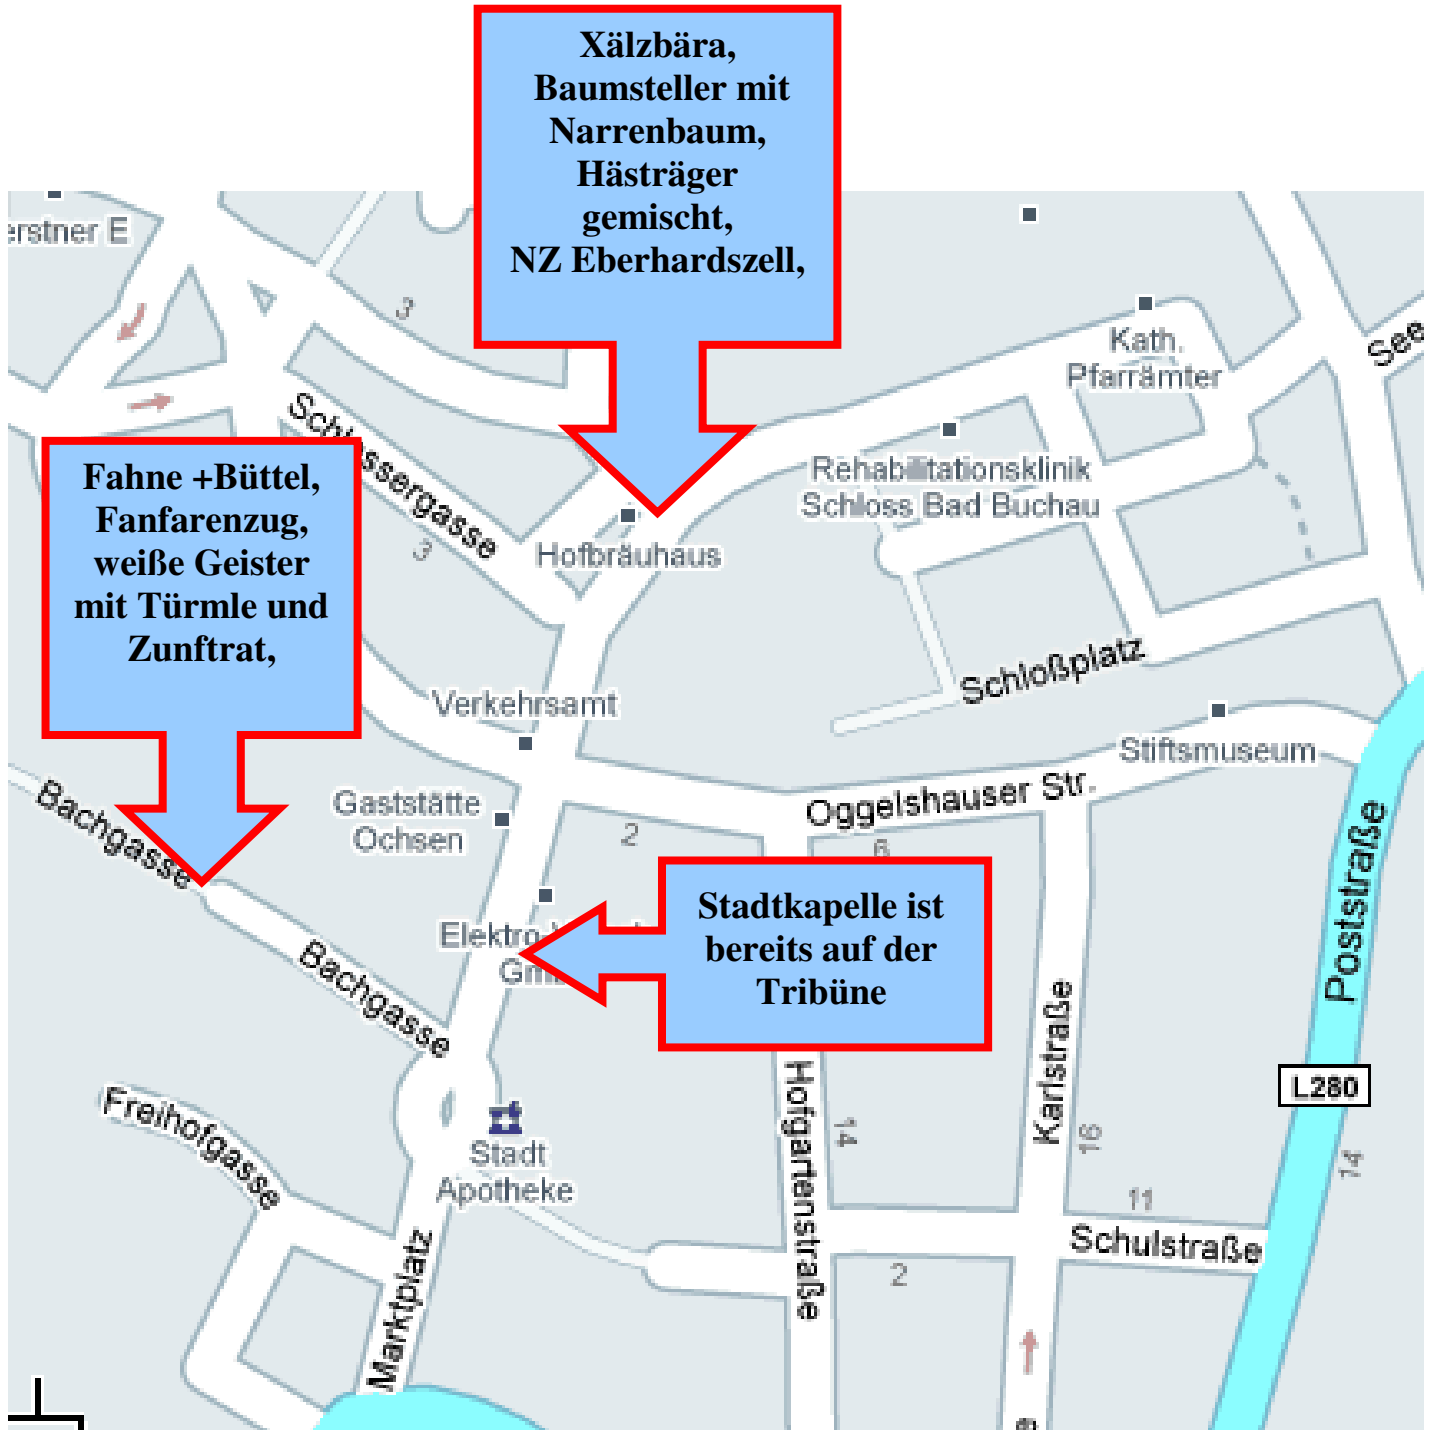 Xälzbära,
Baumsteller mit
Narrenbaum,
Hästräger
gemischt,
NZ Eberhardszell,
erstner E
3
Kath.
Pfarrämter
See
Schlossergasse
3
Rehabilitationsklinik
Schloss Bad Buchau
Hofbräuhaus
Fahne +Büttel,
Fanfarenzug,
weiße Geister
mit Türmle und
Zunftrat,
Schloßplatz
Verkehrsamt
Stiftsmuseum
Bachgasse
Gaststätte
Ochsen
Oggelshauser Str.
2
6
Poststraße
Stadtkapelle ist
bereits auf der
Tribüne
Elektro
Bachgasse
Karlstraße
16
L280
14
Freihofgasse
Hofgartenstraße
14
Stadt
Apotheke
11
Schulstraße
2
Marktplatz
e